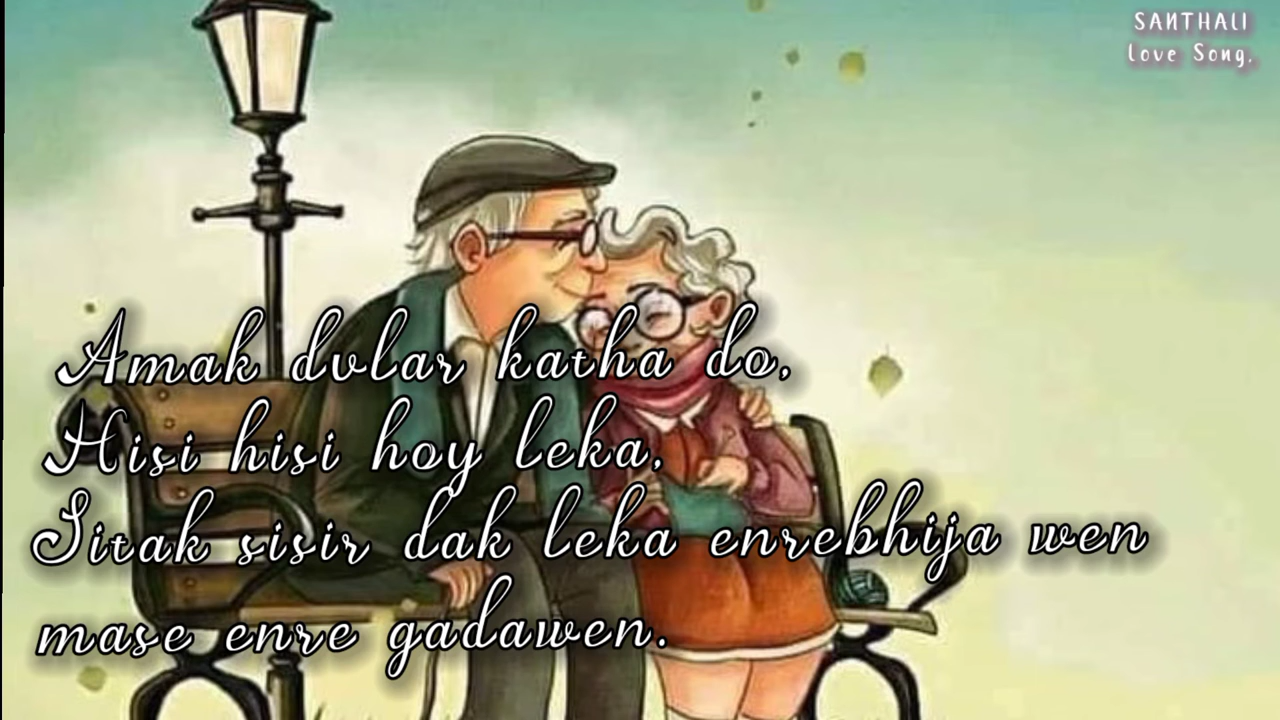 SANTHALI
Love Song.
Amak dvlar katha do,
Hisi hisi hoy leka,
Sitak sisir dak leka enrebhija wen
mase enre gadawen.